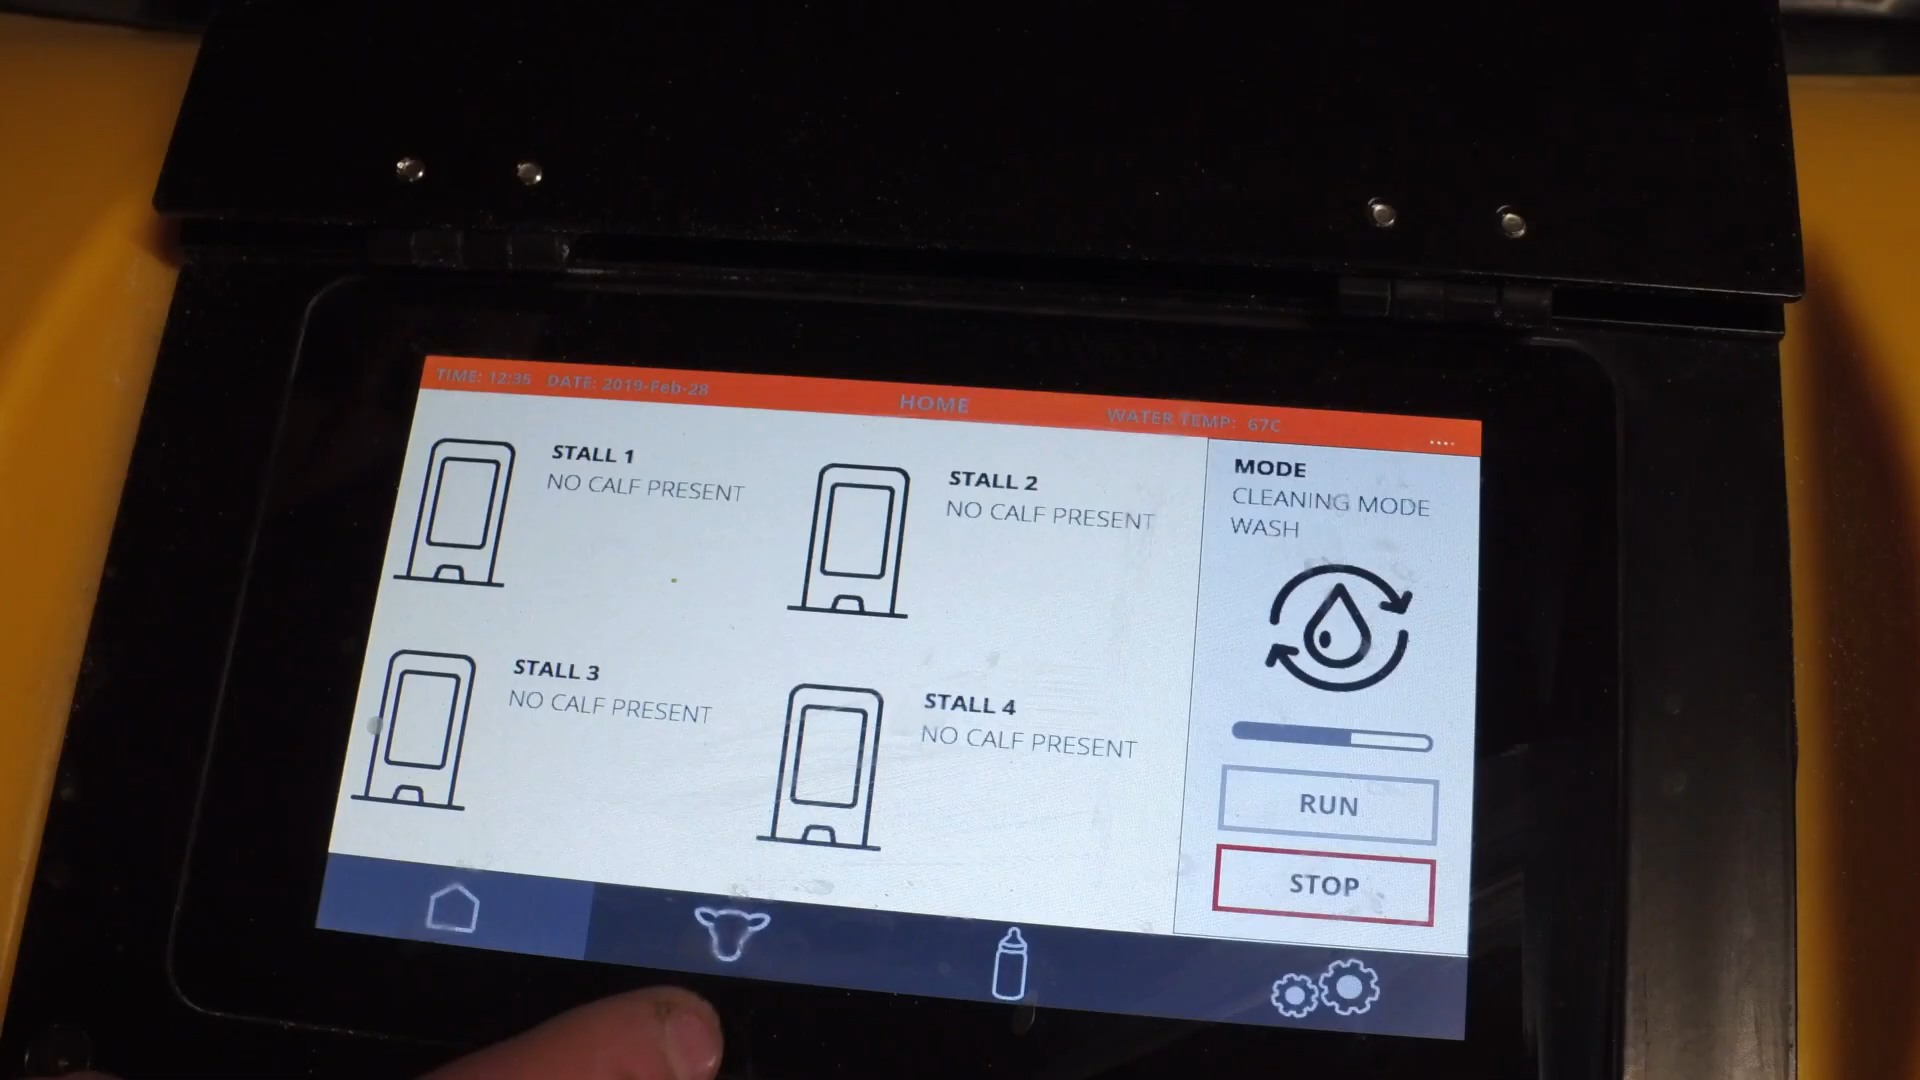 TIME: 12:35 DATE: 2019-Feb-28
HOME
WATER TEMP: 67C
STALL 1
NO CALF PRESENT
STALL 2
NO CALF PRESENT
STALL 3
NO CALF PRESENT
STALL 4
NO CALF PRESENT
MODE
CLEANING MODE
WASH
RUN
STOP